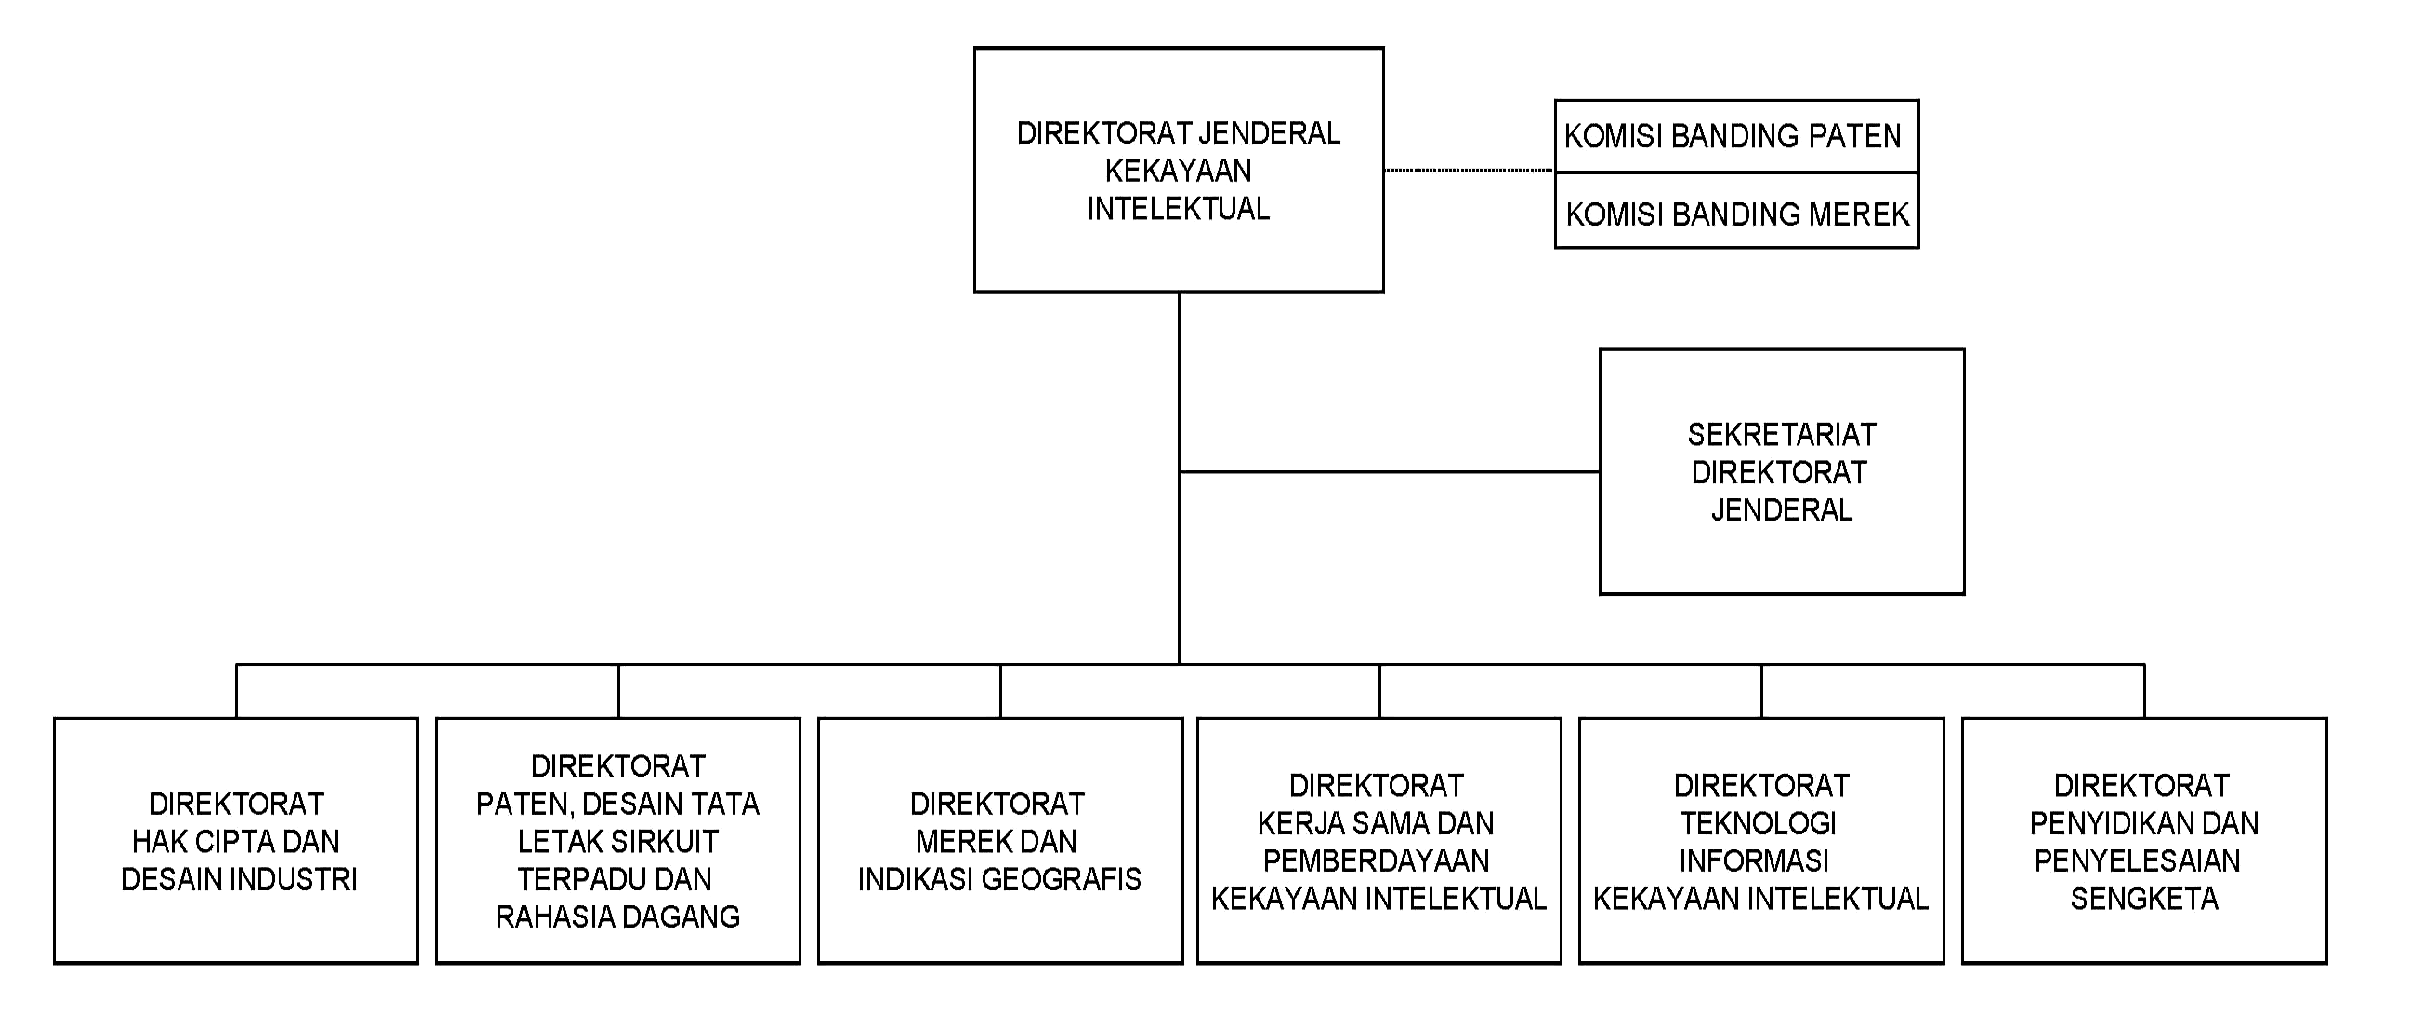 DIREKTORAT JENDERAL
KEKAYAAN
INTELEKTUAL
KOMISI BANDING PATEN
KOMISI BANDING MEREK
SEKRETARIAT
DIREKTORAT
JENDERAL
DIREKTORAT
HAK CIPTA DAN
DESAIN INDUSTRI
DIREKTORAT
PATEN, DESAIN TATA
LETAK SIRKUIT
TERPADU DAN
RAHASIA DAGANG
DIREKTORAT
MEREK DAN
INDIKASI GEOGRAFIS
DIREKTORAT
KERJA SAMA DAN
PEMBERDAYAAN
KEKAYAAN INTELEKTUAL
DIREKTORAT
TEKNOLOGI
INFORMASI
KEKAYAAN INTELEKTUAL
DIREKTORAT
PENYIDIKAN DAN
PENYELESAIAN
SENGKETA